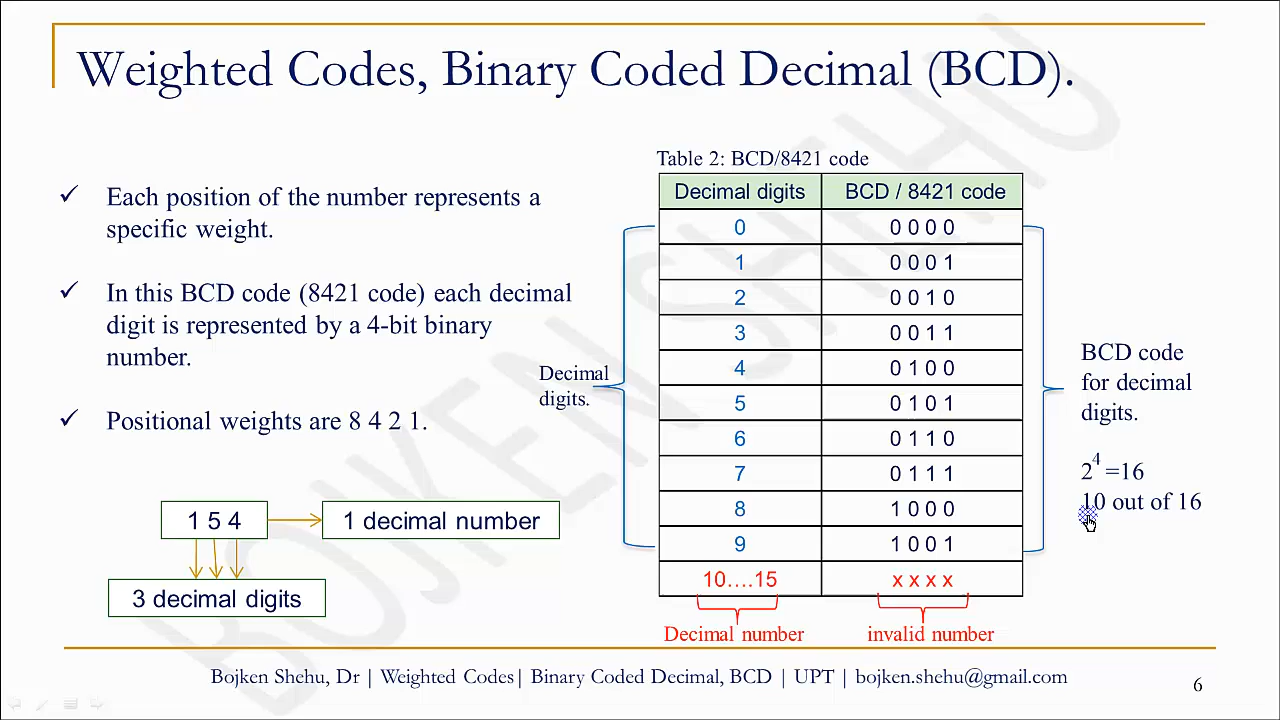 Weighted Codes, Binary Coded Decimal (BCD).
✓ Each position of the number represents a
specific weight.
✓ In this BCD code (8421 code) each decimal
digit is represented by a 4-bit binary
number.
✓ Positional weights are 8 4 2 1.
1 5 4
1 decimal number
3 decimal digits
Table 2: BCD/8421 code
Decimal digits BCD / 8421 code
0 0 0 0 0
1 0 0 0 1
2 0 0 1 0
3 0 0 1 1
4 0 1 0 0
5 0 1 0 1
6 0 1 1 0
7 0 1 1 1
8 1 0 0 0
9 1 0 0 1
10....15 x x x x
Decimal number invalid number
Decimal
digits.
BCD code
for decimal
digits.
2⁴ =16
10 out of 16
BOJKEN SHEHU
Bojken Shehu, Dr | Weighted Codes| Binary Coded Decimal, BCD | UPT | bojken.shehu@gmail.com
6